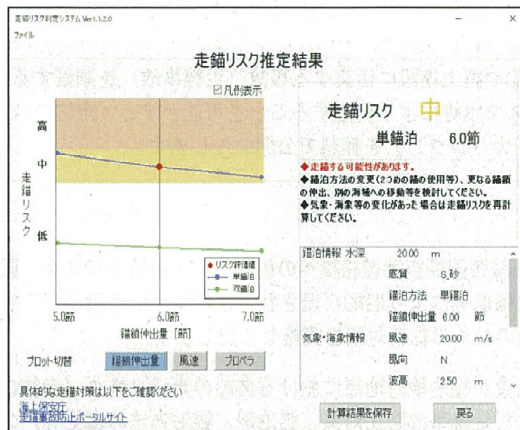 走錨リスク判定システム Ver1.1.2.0
ファイル
走錨リスク推定結果
☑凡例表示
高
中
走錨リスク
低
リスク評価値
単錨泊
双錨泊
5.0節
6.0節
7.0節
錨鎖伸出量 [節]
プロット切替
錨鎖伸出量
風速
プロペラ
具体的な走錨対策は以下をご確認ください
海上保安庁
走錨事故防止ポータルサイト
走錨リスク 中
単錨泊 6.0節
◆走錨する可能性があります。
◆錨泊方法の変更(2つめの錨の使用等)、更なる錨鎖
の伸出、別の海域への移動等を検討してください。
◆気象・海象等の変化があった場合は走錨リスクを再計
算してください。
錨泊情報 水深 20.00 m
底質 S_砂
錨泊方法 単錨泊
錨鎖伸出量 6.00 節
気象・海象情報 風速 20.00 m/s
風向 N
波高 2.50 m
計算結果を保存
戻る